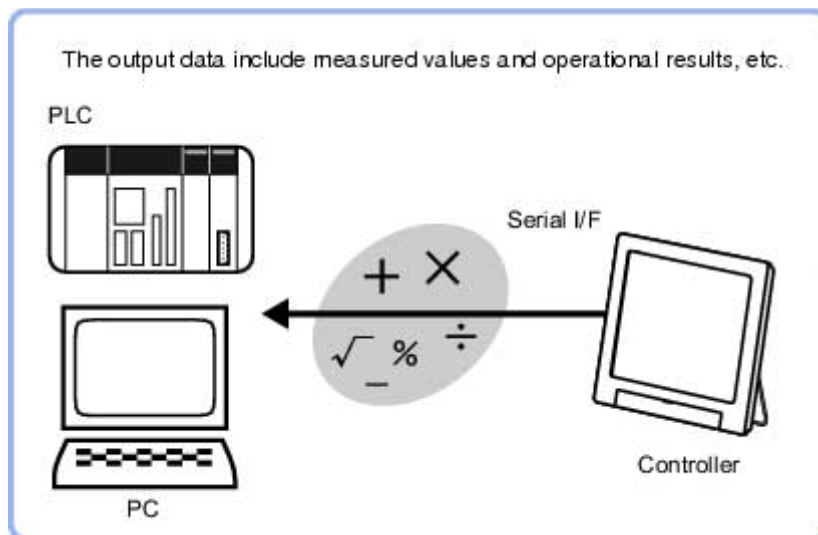 The output data include measured values and operational results, etc.
PLC
Serial I/F
+ ×
√ _ % ÷
Controller
PC